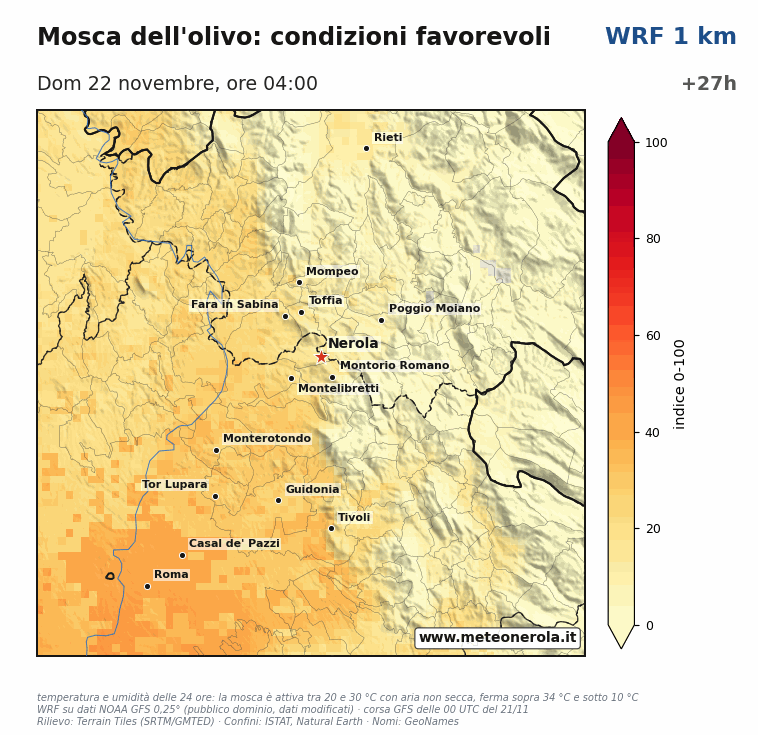 Mosca dell'olivo: condizioni favorevoli
WRF 1 km
Dom 22 novembre, ore 04:00
+27h
Rieti
Mompeo
Toffia
Fara in Sabina
Poggio Moiano
Nerola
Montorio Romano
Montelibretti
Monterotondo
Tor Lupara
Guidonia
Tivoli
Casal de' Pazzi
Roma
www.meteonerola.it
100
80
60
40
20
0
indice 0-100
temperatura e umidità delle 24 ore: la mosca è attiva tra 20 e 30 °C con aria non secca, ferma sopra 34 °C e sotto 10 °C
WRF su dati NOAA GFS 0,25° (pubblico dominio, dati modificati) · corsa GFS delle 00 UTC del 21/11
Rilievo: Terrain Tiles (SRTM/GMTED) · Confini: ISTAT, Natural Earth · Nomi: GeoNames